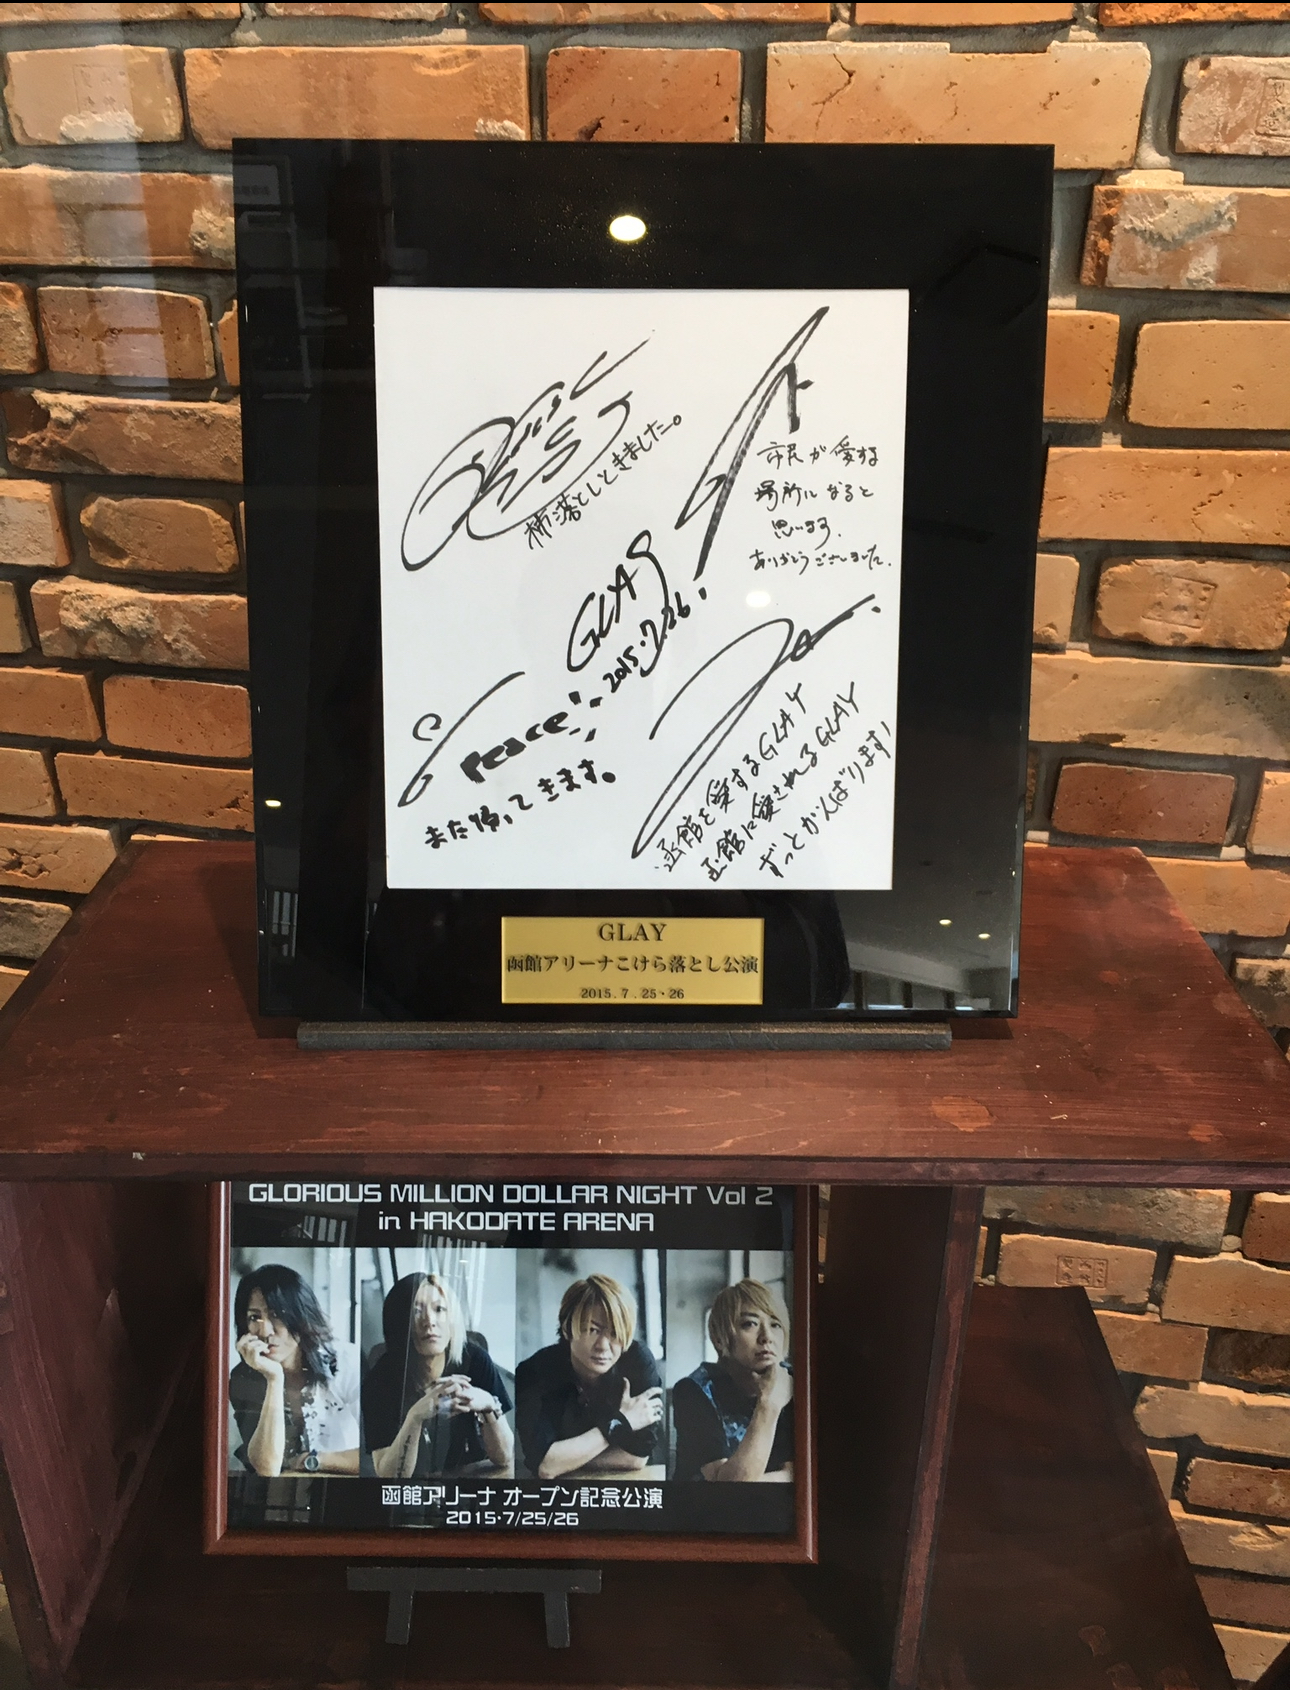 柿落としときました。
市民が愛する
場所になると
思います.
ありがとうございました.
GLAY
2015.7.26.
Peace
また帰ってきます。
函館を愛するGLAY
函館に愛されるGLAY
ずっとがんばります!
GLAY
函館アリーナこけら落とし公演
2015.7.25・26
GLORIOUS MILLION DOLLAR NIGHT Vol 2
in HAKODATE ARENA
函館アリーナ オープン記念公演
2015・7/25/26